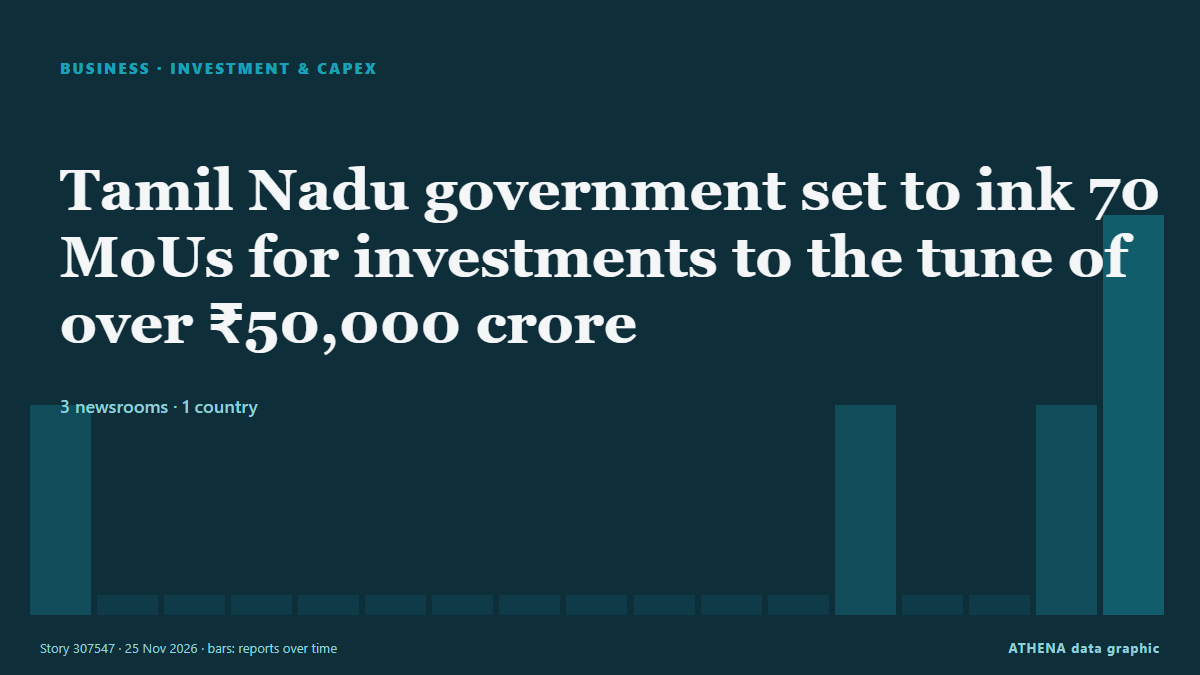 BUSINESS · INVESTMENT & CAPEX
Tamil Nadu government set to ink 70
MoUs for investments to the tune of
over ₹50,000 crore
3 newsrooms · 1 country
Story 307547 · 25 Nov 2026 · bars: reports over time
ATHENA data graphic